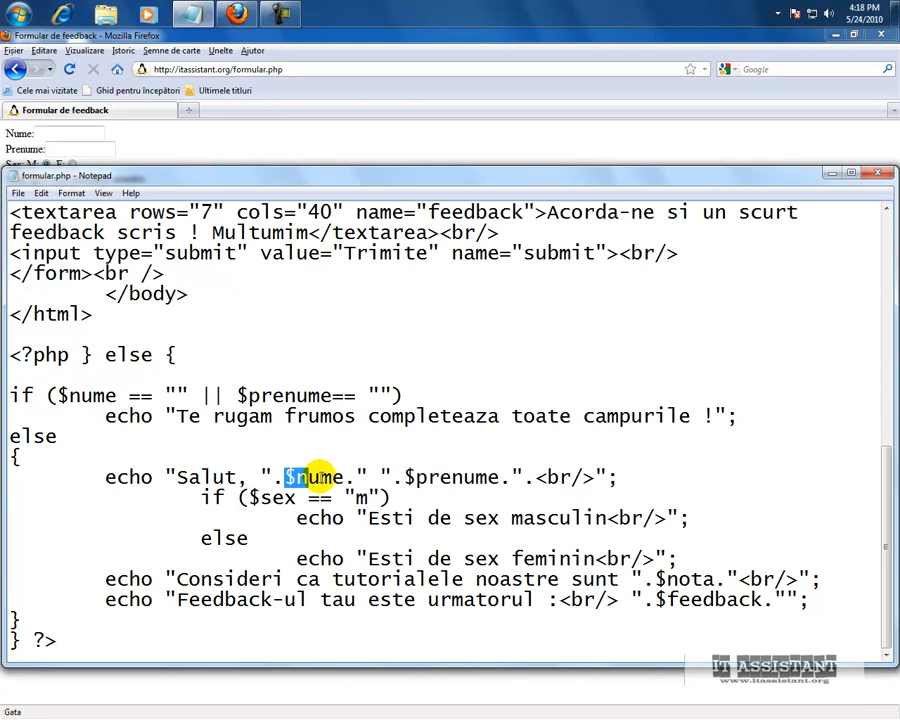 4:18 PM
5/24/2010
Formular de feedback - Mozilla Firefox
Fișier Editare Vizualizare Istoric Semne de carte Unelte Ajutor
http://itassistant.org/formular.php
Google
Cele mai vizitate Ghid pentru începători Ultimele titluri
Formular de feedback
Nume:
Prenume:
Sex: M: F:
formular.php - Notepad
File Edit Format View Help
<textarea rows="7" cols="40" name="feedback">Acorda-ne si un scurt
feedback scris ! Multumim</textarea><br/>
<input type="submit" value="Trimite" name="submit"><br/>
</form><br />
</body>
</html>
<?php } else {
if ($nume == "" || $prenume== "")
echo "Te rugam frumos completeaza toate campurile !";
else
{
echo "Salut, ".$nume." ".$prenume.".<br/>";
if ($sex == "m")
echo "Esti de sex masculin<br/>";
else
echo "Esti de sex feminin<br/>";
echo "Consideri ca tutorialele noastre sunt ".$nota."<br/>";
echo "Feedback-ul tau este urmatorul :<br/> ".$feedback."";
}
} ?>
IT ASSISTANT
www.itassistant.org
Gata